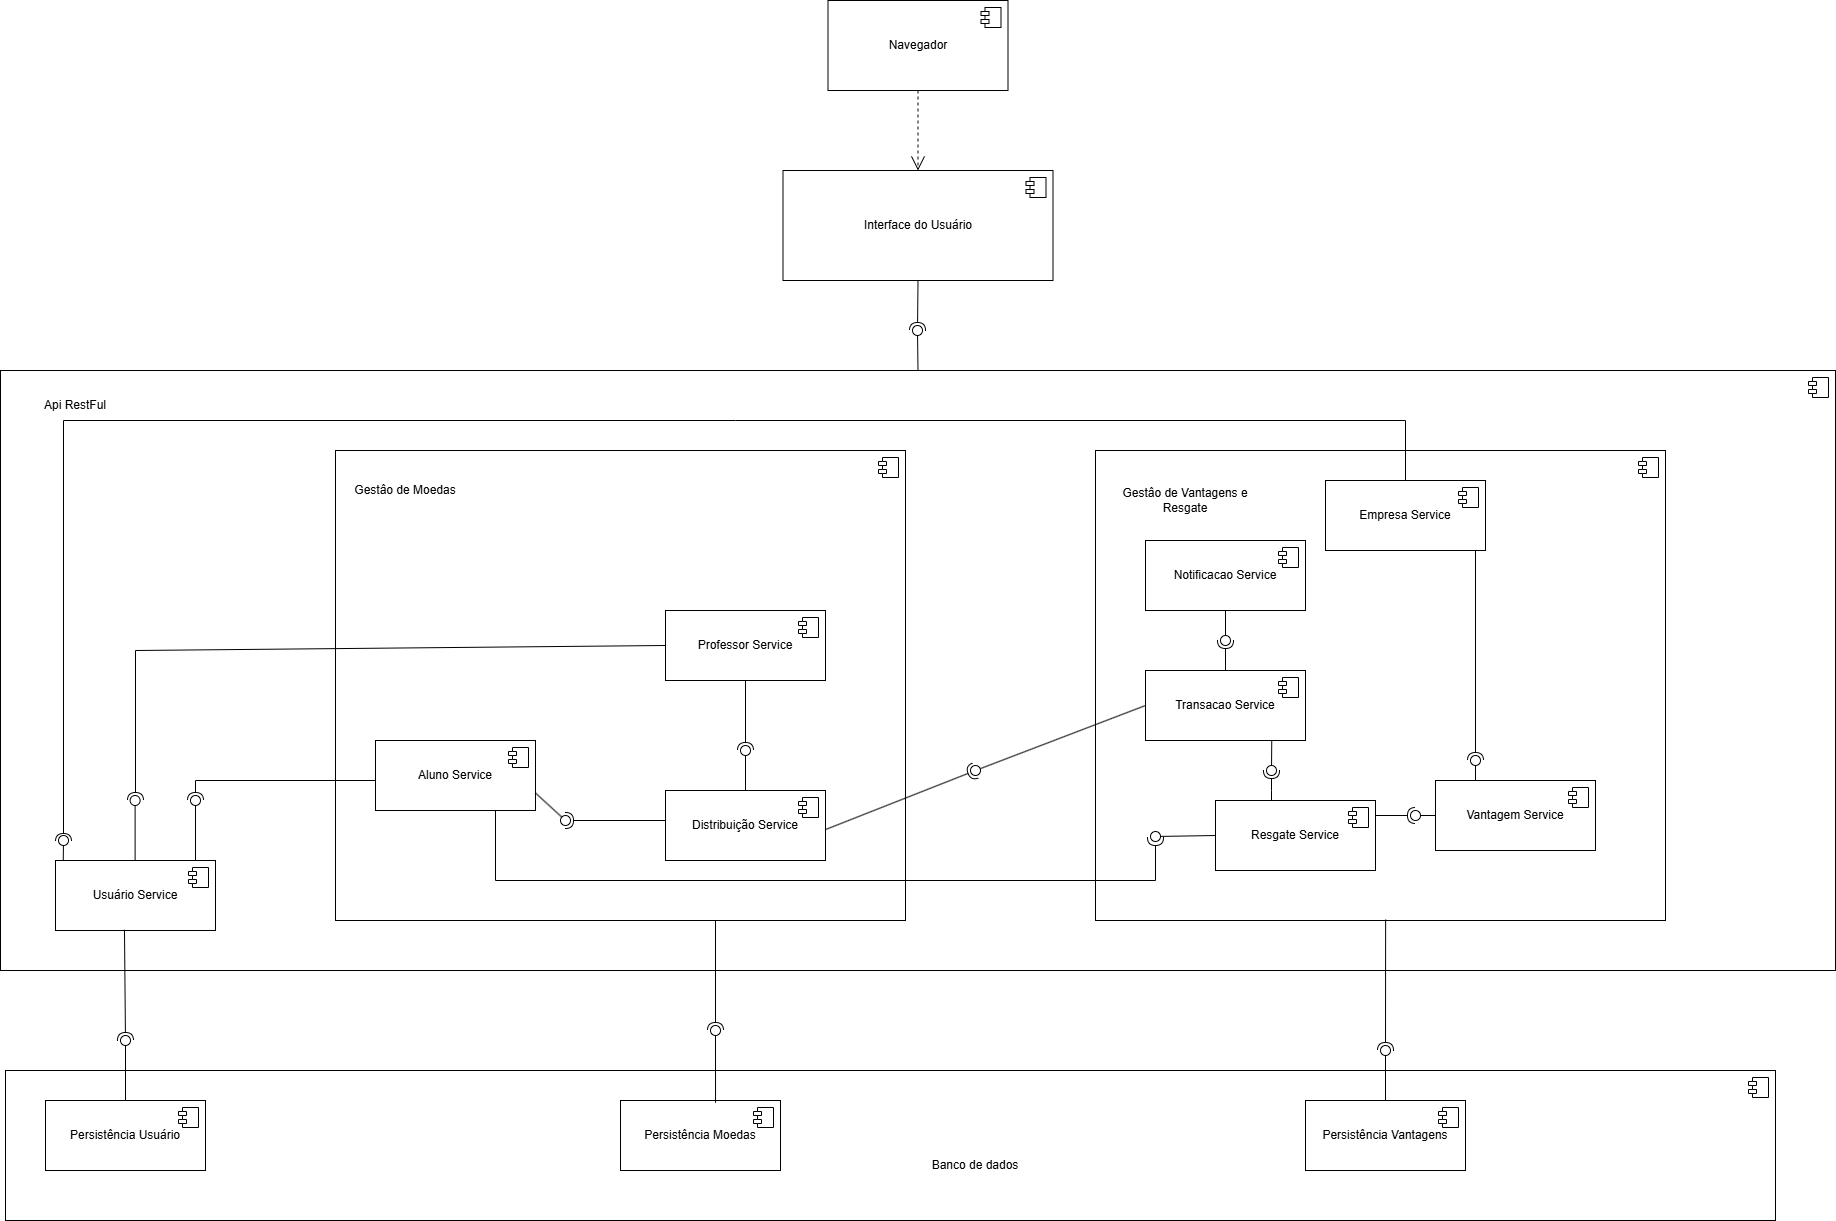 Navegador
Interface do Usuário
Api RestFul
Gestão de Moedas
Gestão de Vantagens e
Resgate
Empresa Service
Notificacao Service
Professor Service
Transacao Service
Aluno Service
Distribuição Service
Resgate Service
Vantagem Service
Usuário Service
Persistência Usuário
Persistência Moedas
Persistência Vantagens
Banco de dados